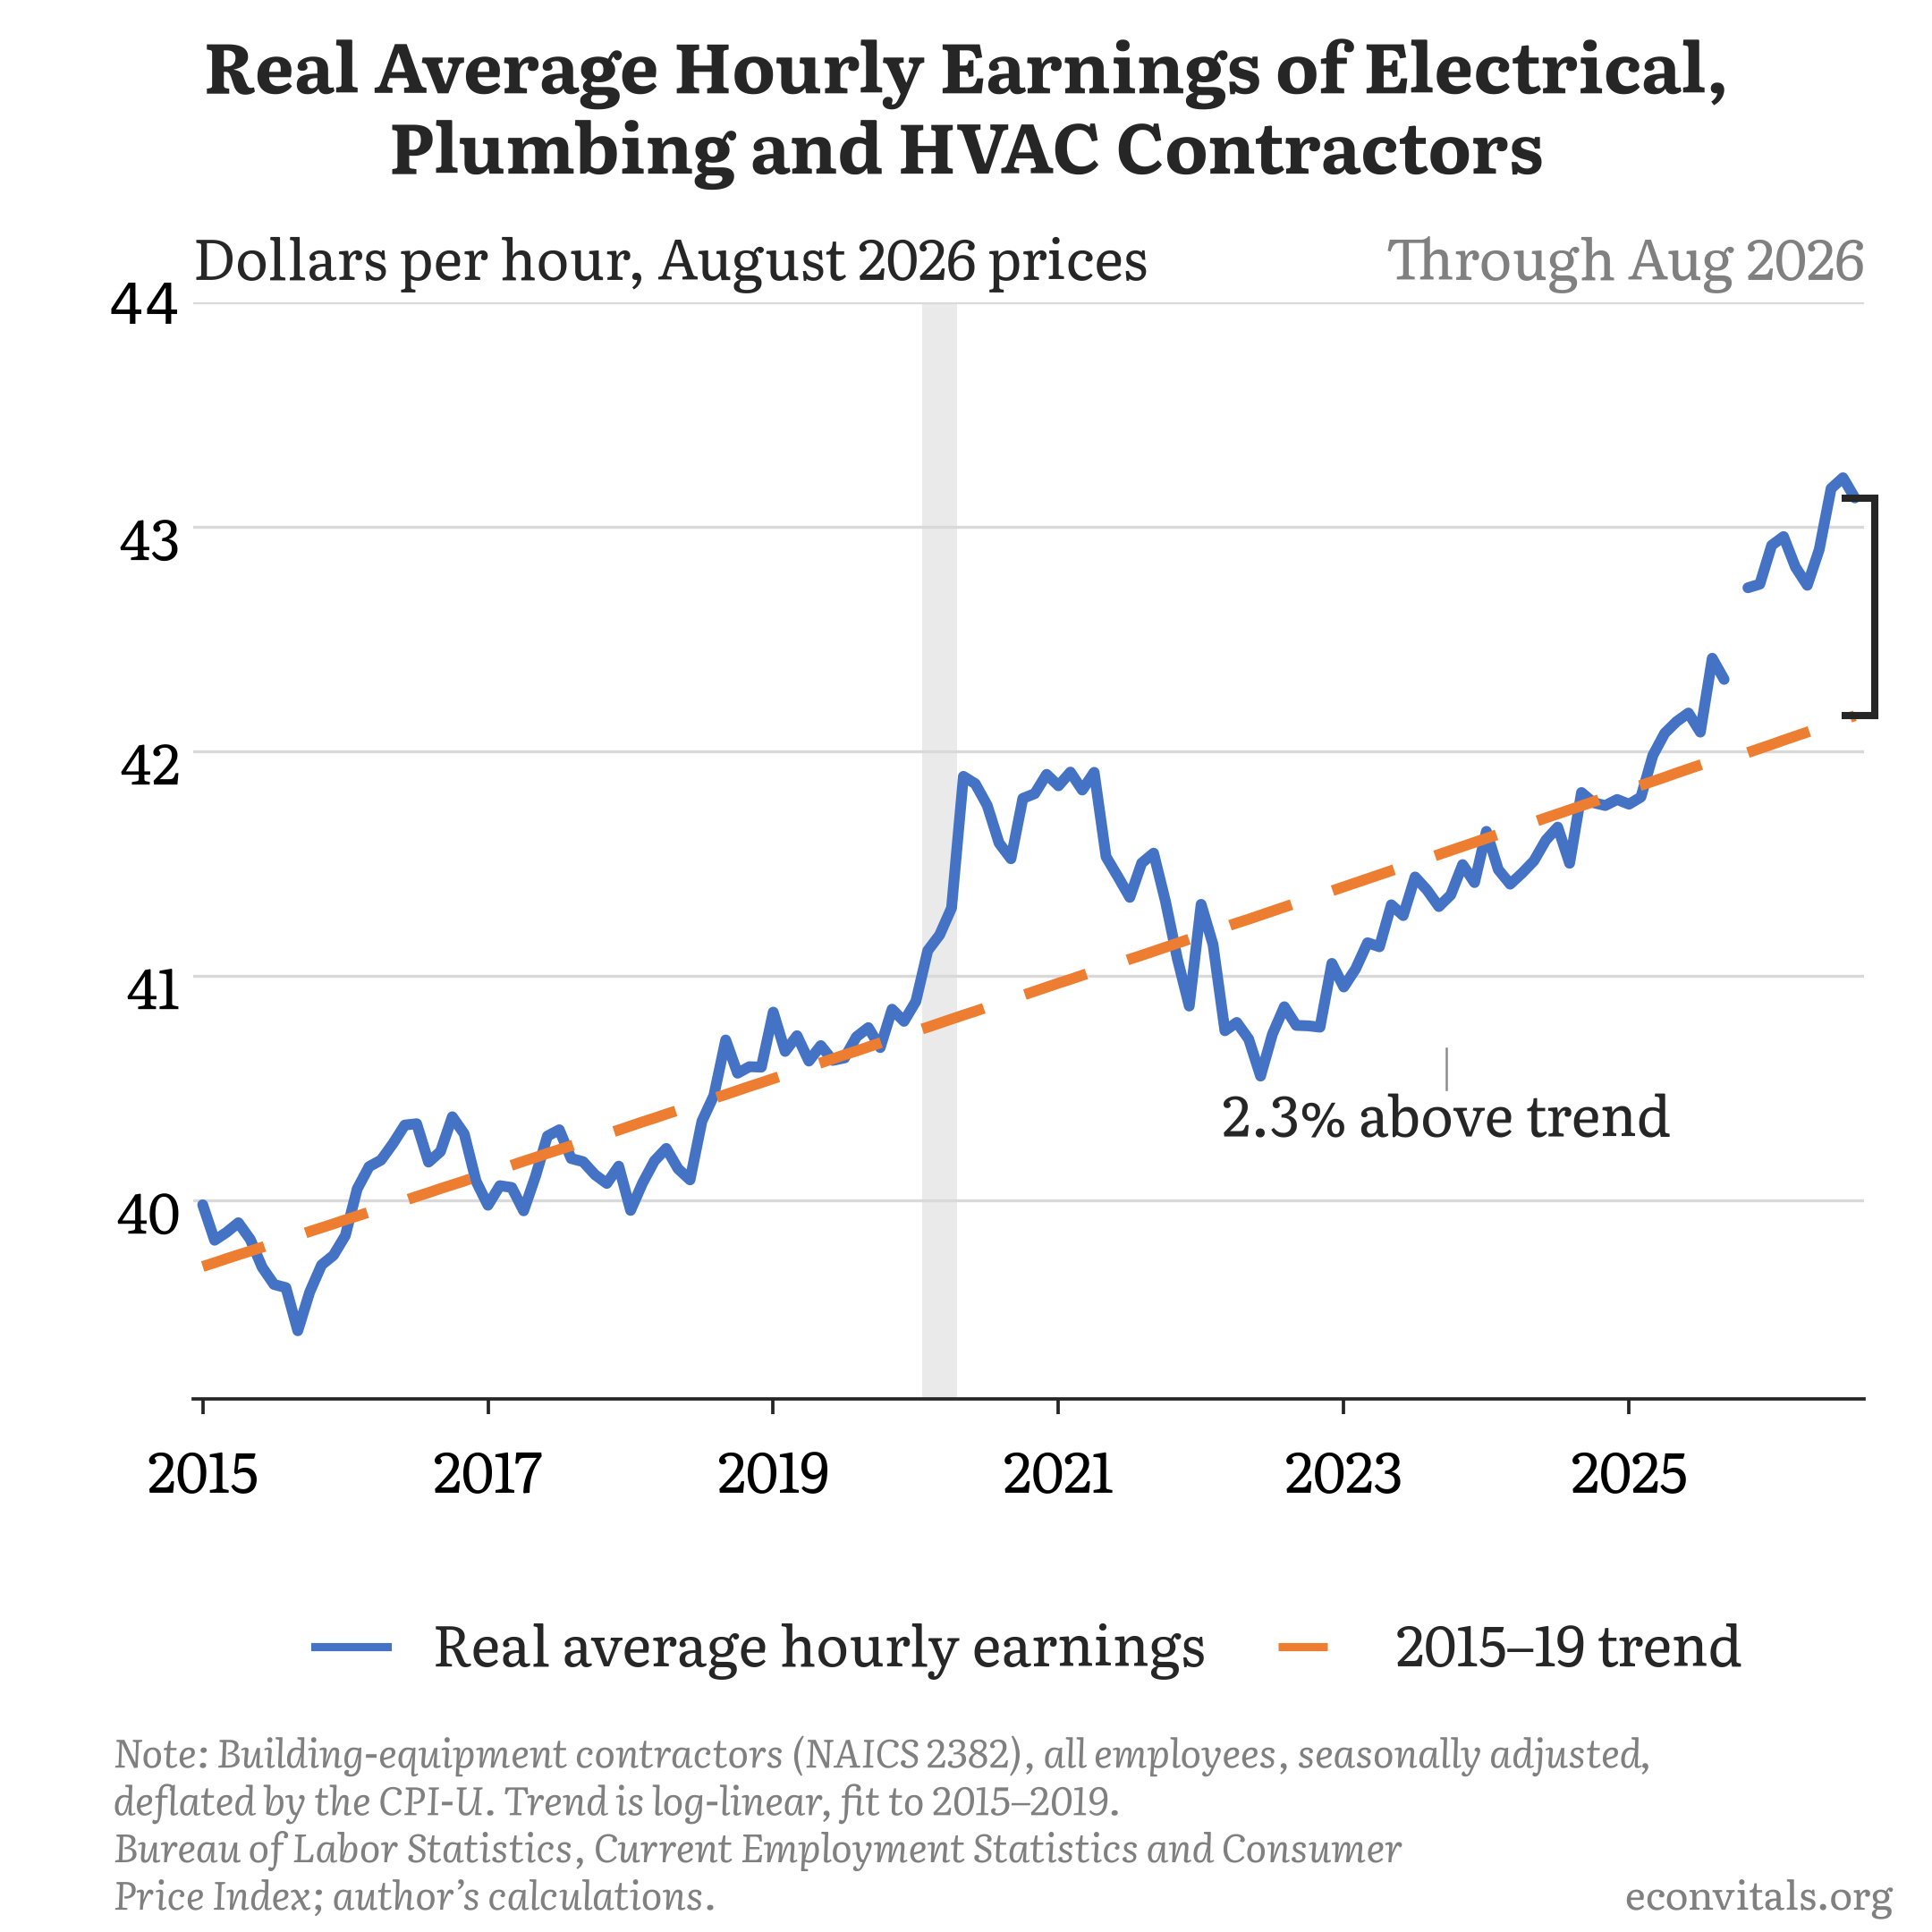 Real Average Hourly Earnings of Electrical,
Plumbing and HVAC Contractors
Dollars per hour, August 2026 prices
Through Aug 2026
44
43
42
41
40
2.3% above trend
2015
2017
2019
2021
2023
2025
Real average hourly earnings
2015–19 trend
Note: Building-equipment contractors (NAICS 2382), all employees, seasonally adjusted,
deflated by the CPI-U. Trend is log-linear, fit to 2015–2019.
Bureau of Labor Statistics, Current Employment Statistics and Consumer
Price Index; author’s calculations.
econvitals.org